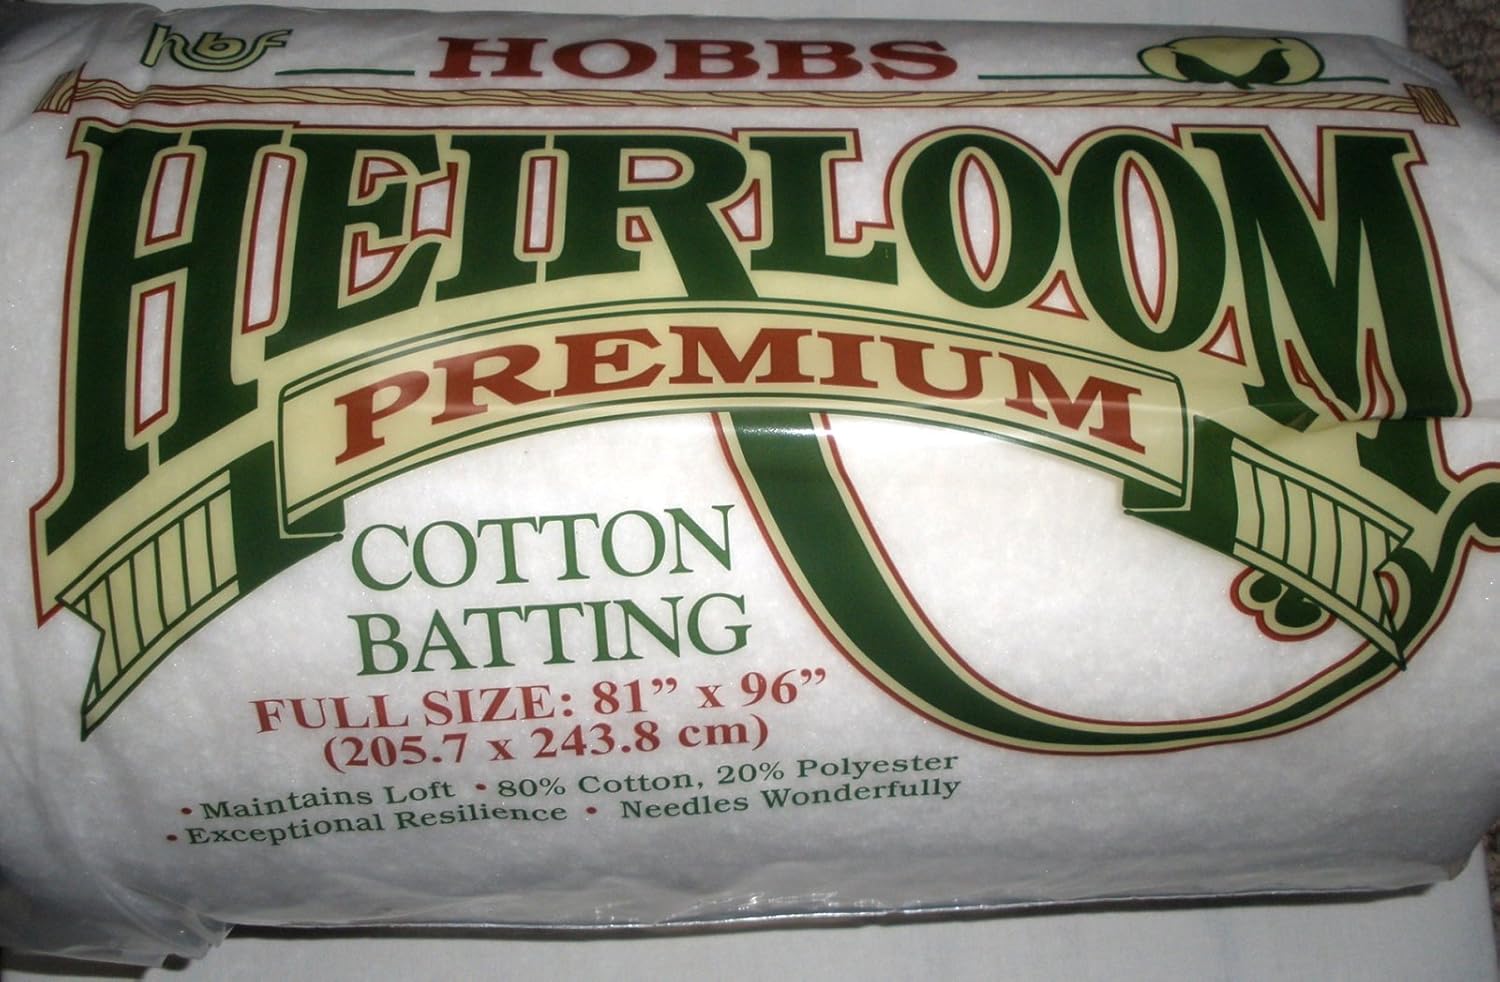 hbf HOBBS
HEIRLOOM
PREMIUM
COTTON
BATTING
FULL SIZE: 81” x 96”
(205.7 x 243.8 cm)
• Maintains Loft • 80% Cotton, 20% Polyester
• Exceptional Resilience • Needles Wonderfully